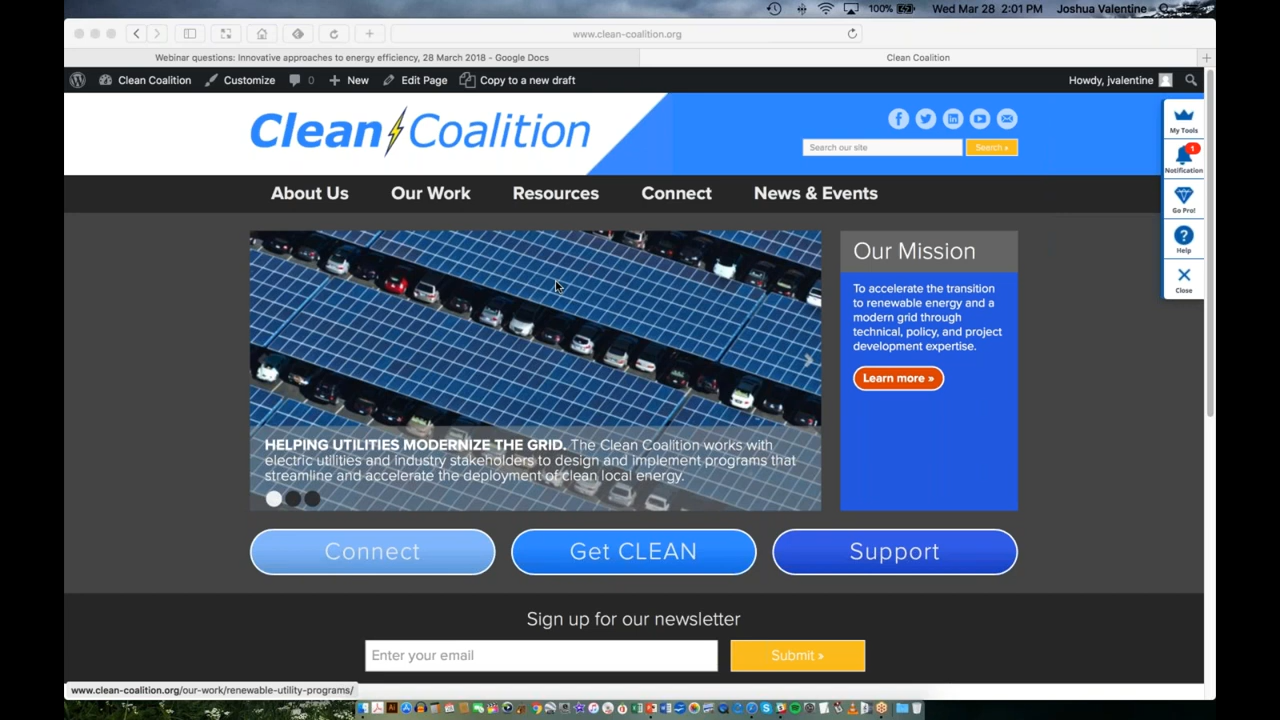 100%
Wed Mar 28 2:01 PM
Joshua Valentine
www.clean-coalition.org
Webinar questions: Innovative approaches to energy efficiency, 28 March 2018 - Google Docs
Clean Coalition
Clean Coalition
Customize
0
New
Edit Page
Copy to a new draft
Howdy, jvalentine
Clean Coalition
Search our site
Search »
My Tools
1
Notification
Go Pro!
Help
Close
About Us
Our Work
Resources
Connect
News & Events
Our Mission
To accelerate the transition
to renewable energy and a
modern grid through
technical, policy, and project
development expertise.
Learn more »
HELPING UTILITIES MODERNIZE THE GRID. The Clean Coalition works with
electric utilities and industry stakeholders to design and implement programs that
streamline and accelerate the deployment of clean local energy.
Connect
Get CLEAN
Support
Sign up for our newsletter
Enter your email
Submit »
www.clean-coalition.org/our-work/renewable-utility-programs/